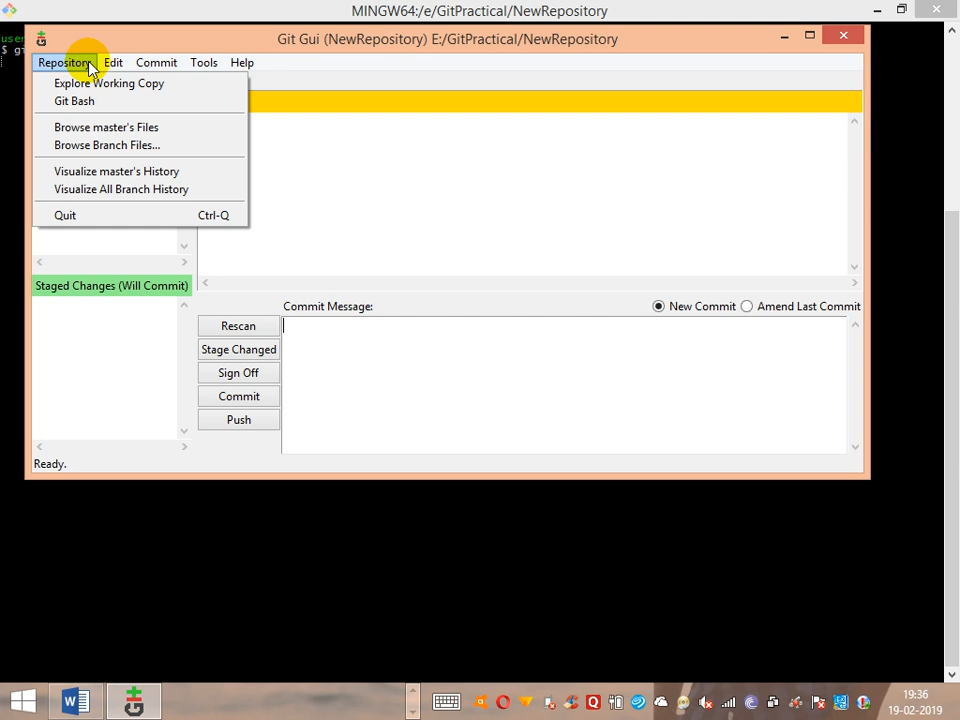 MINGW64:/e/GitPractical/NewRepository
Git Gui (NewRepository) E:/GitPractical/NewRepository
Repository Edit Commit Tools Help
Explore Working Copy
Git Bash
Browse master's Files
Browse Branch Files...
Visualize master's History
Visualize All Branch History
Quit Ctrl-Q
Staged Changes (Will Commit)
Commit Message: New Commit Amend Last Commit
Rescan
Stage Changed
Sign Off
Commit
Push
Ready.
19:36
19-02-2019